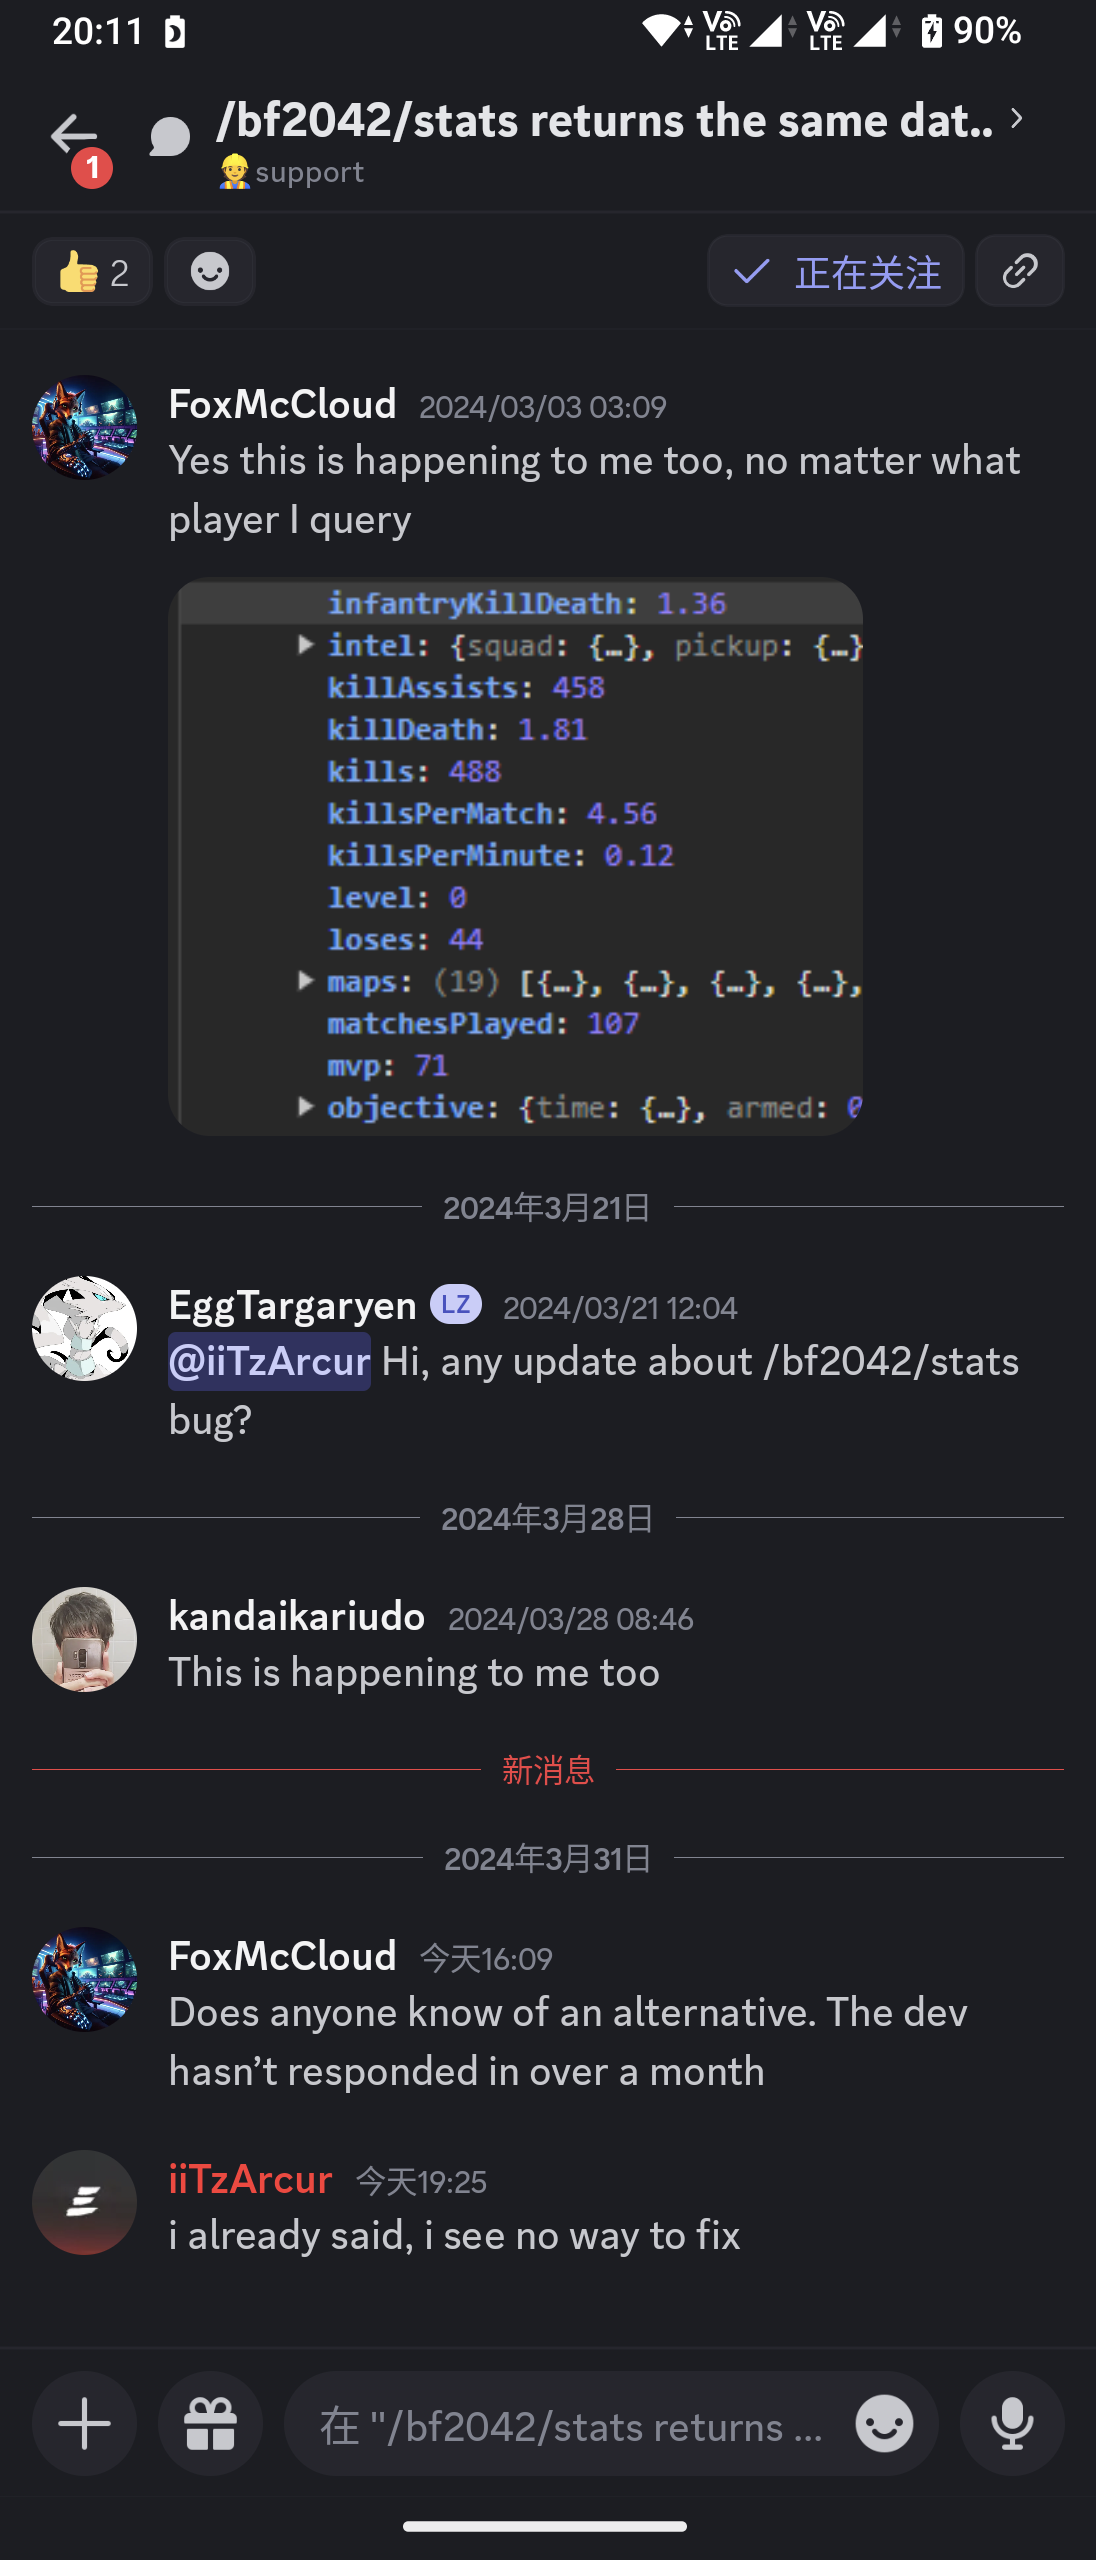 20:11
Vo LTE
Vo LTE
90%
/bf2042/stats returns the same dat..
1
support
2
正在关注
FoxMcCloud 2024/03/03 03:09
Yes this is happening to me too, no matter what
player I query
infantryKillDeath: 1.36
intel: {squad: {…}, pickup: {…}
killAssists: 458
killDeath: 1.81
kills: 488
killsPerMatch: 4.56
killsPerMinute: 0.12
level: 0
loses: 44
maps: (19) [{…}, {…}, {…}, {…},
matchesPlayed: 107
mvp: 71
objective: {time: {…}, armed: 0
2024年3月21日
EggTargaryen LZ 2024/03/21 12:04
@iiTzArcur Hi, any update about /bf2042/stats
bug?
2024年3月28日
kandaikariudo 2024/03/28 08:46
This is happening to me too
新消息
2024年3月31日
FoxMcCloud 今天16:09
Does anyone know of an alternative. The dev
hasn’t responded in over a month
iiTzArcur 今天19:25
i already said, i see no way to fix
在 "/bf2042/stats returns ...